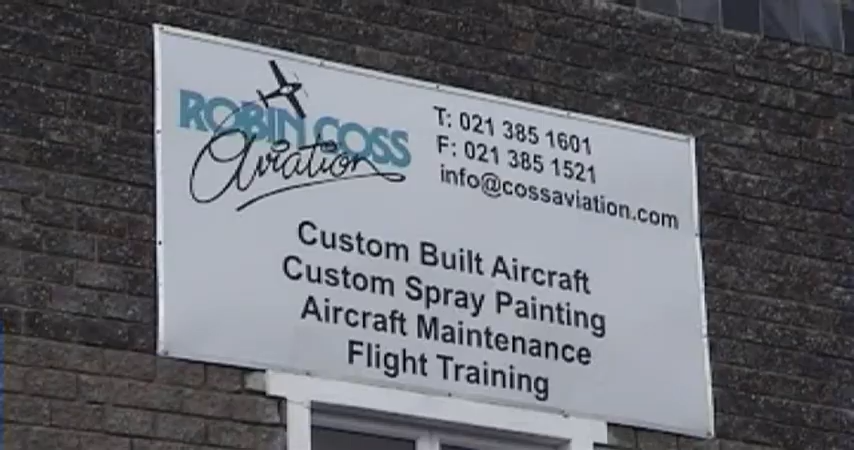 ROBIN COSS
Aviation
T: 021 385 1601
F: 021 385 1521
info@cossaviation.com
Custom Built Aircraft
Custom Spray Painting
Aircraft Maintenance
Flight Training